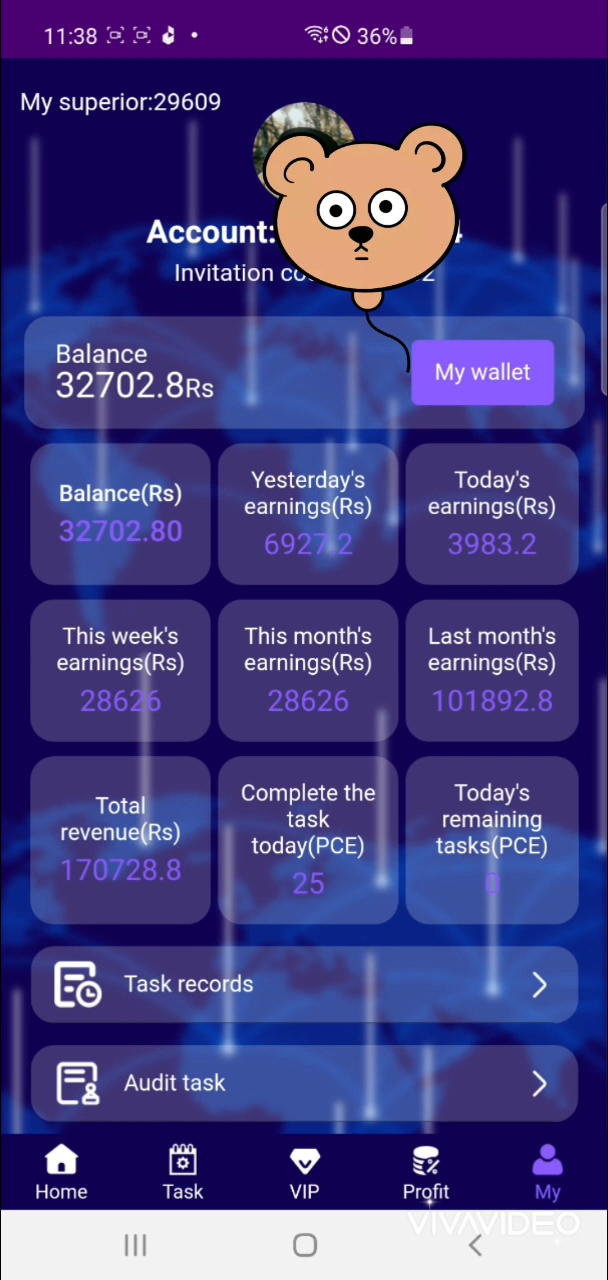 11:38
36%
My superior:29609
Account: 4
Invitation co 2
Balance
32702.8Rs
My wallet
Balance(Rs)
32702.80
Yesterday's
earnings(Rs)
6927.2
Today's
earnings(Rs)
3983.2
This week's
earnings(Rs)
28626
This month's
earnings(Rs)
28626
Last month's
earnings(Rs)
101892.8
Total
revenue(Rs)
170728.8
Complete the
task
today(PCE)
25
Today's
remaining
tasks(PCE)
0
Task records
Audit task
Home
Task
VIP
Profit
My
VIVAVIDEO